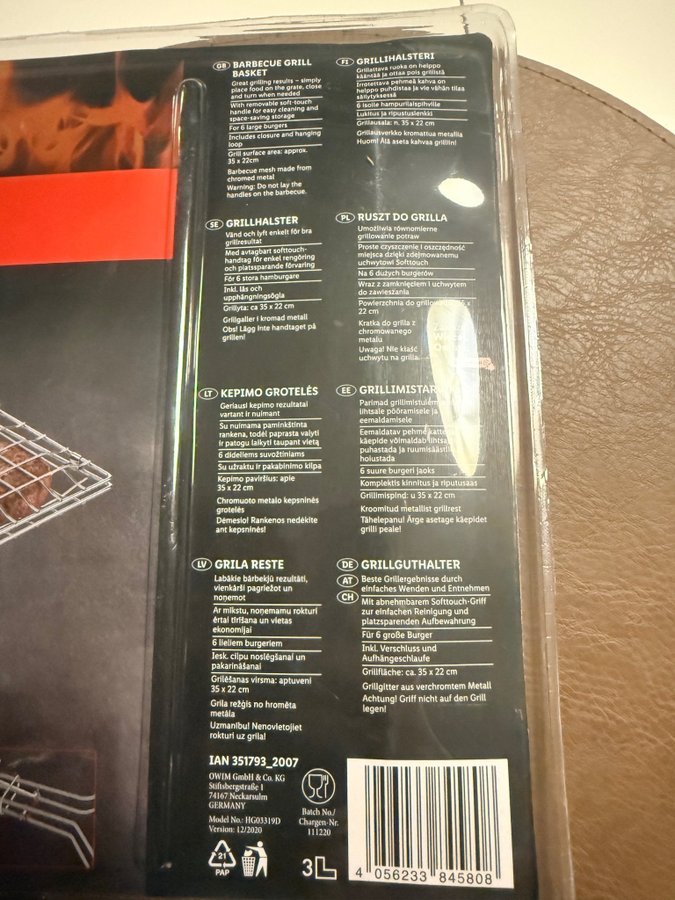 GB BARBECUE GRILL
BASKET
Great grilling results – simply
place food on the grate, close
and turn when needed
With removable soft-touch
handle for easy cleaning and
space-saving storage
For 6 large burgers
Includes closure and hanging
loop
Grill surface area: approx.
35 x 22cm
Barbecue mesh made from
chromed metal
Warning: Do not lay the
handles on the barbecue.
FI GRILLIHALSTERI
Grillattava ruoka on helppo
kääntää ja ottaa pois grillistä
Irrotettava pehmeä kahva on
helppo puhdistaa ja vie vähän tilaa
säilytyksessä
6 isolle hampurilaispihville
Lukitus ja ripustuslenkki
Grillausala: n. 35 x 22 cm
Grillausverkko kromattua metallia
Huom! Älä aseta kahvaa grilliin!
SE GRILLHALSTER
Vänd och lyft enkelt för bra
grillresultat
Med avtagbart softtouch-
handtag för enkel rengöring
och platssparande förvaring
För 6 stora hamburgare
Inkl. lås och
upphängningsögla
Grillyta: ca 35 x 22 cm
Grillgaller i kromad metall
Obs! Lägg inte handtaget på
grillen!
PL RUSZT DO GRILLA
Umożliwia równomierne
grillowanie potraw
Proste czyszczenie i oszczędność
miejsca dzięki zdejmowanemu
uchwytowi Softtouch
Na 6 dużych burgerów
Wraz z zamknięciem i uchwytem
do zawieszania
Powierzchnia do
22 cm
Kratka do grilla z
chromowanego
metalu
Uwaga! Nie kłaść
uchwytu na grilla.
LT KEPIMO GROTELĖS
Geriausi kepimo rezultatai
vartant ir nuimant
Su nuimama paminkštinta
rankena, todėl paprasta valyti
ir patogu laikyti taupant vietą
6 dideliems suvožtiniams
Su užraktu ir pakabinimo kilpa
Kepimo paviršius: apie
35 x 22 cm
Chromuoto metalo kepsninės
grotelės
Dėmesio! Rankenos nedėkite
ant kepsninės!
EE
Parimad grillimistulemused
lihtsale pööramisele ja
eemaldamisele
Eemaldatav pehme
käepide võimaldab lihtsalt
puhastada ja ruumisäästlikult
hoiustada
6 suure burgeri jaoks
Komplektis kinnitus ja riputusaas
Grillimispind: u 35 x 22 cm
Kroomitud metallist grillrest
Tähelepanu! Ärge asetage käepidet
grilli peale!
LV GRILA RESTE
Labākie bārbekjū rezultāti,
vienkārši pagriežot un
noņemot
Ar mīkstu, noņemamu rokturi
ērtai tīrīšana un vietas
ekonomijai
6 lieliem burgeriem
Iesk. cilpu noslēgšanai un
pakarināšanai
Grilēšanas virsma: aptuveni
35 x 22 cm
Grila režģis no hromēta
metāla
Uzmanību! Nenovietojiet
rokturi uz grila!
DE GRILLGUTHALTER
AT Beste Grillergebnisse durch
einfaches Wenden und Entnehmen
CH Mit abnehmbarem Softtouch-Griff
zur einfachen Reinigung und
platzsparenden Aufbewahrung
Für 6 große Burger
Inkl. Verschluss und
Aufhängeschlaufe
Grillfläche: ca. 35 x 22 cm
Grillgitter aus verchromtem Metall
Achtung! Griff nicht auf den Grill
legen!
IAN 351793_2007
OWIM GmbH & Co. KG
Stiftsbergstraße 1
74167 Neckarsulm
GERMANY
Model No.: HG03319D
Version: 12/2020
Batch No./
Chargen-Nr.
111220
21
PAP
3L
4 056233 845808